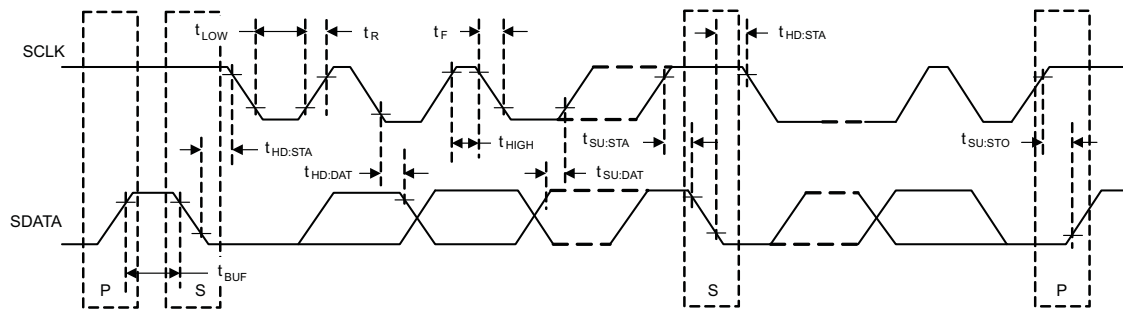 SCLK
tLOW
tR
tF
tHD:STA
tHD:STA
tHIGH
tSU:STA
tSU:STO
tHD:DAT
tSU:DAT
SDATA
tBUF
P
S
S
P